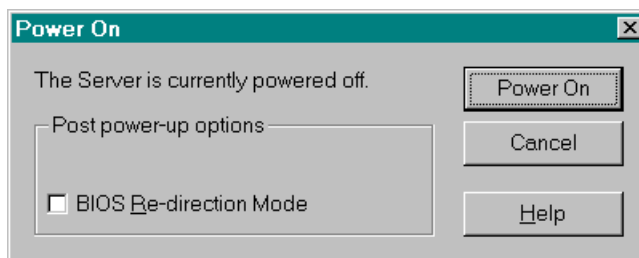 Power On
The Server is currently powered off.
Power On
Post power-up options
Cancel
BIOS Re-direction Mode
Help